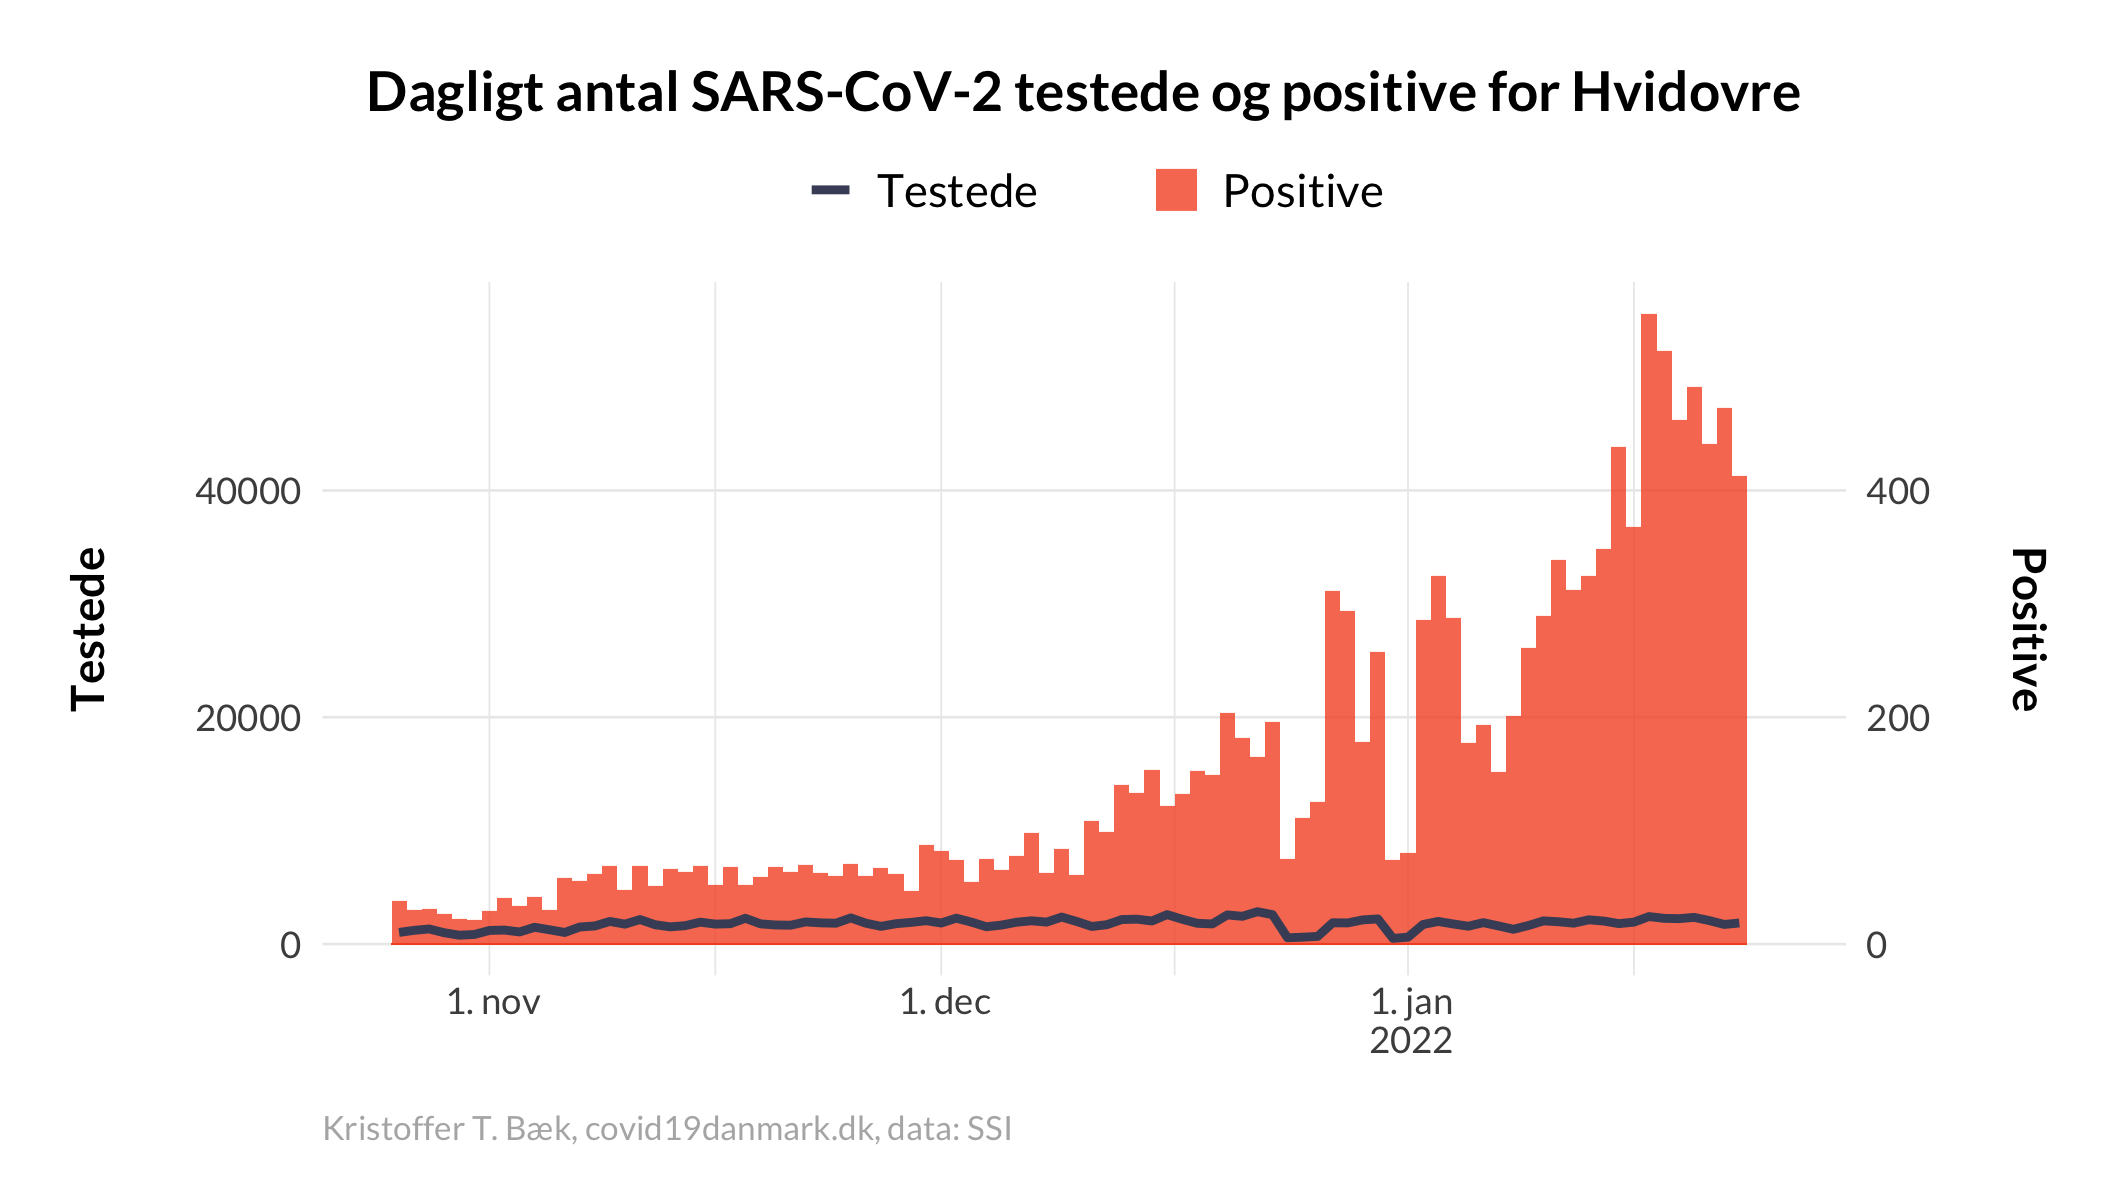 Dagligt antal SARS-CoV-2 testede og positive for Hvidovre
Testede
Positive
Testede
40000
20000
0
400
200
0
Positive
1. nov
1. dec
1. jan
2022
Kristoffer T. Bæk, covid19danmark.dk, data: SSI